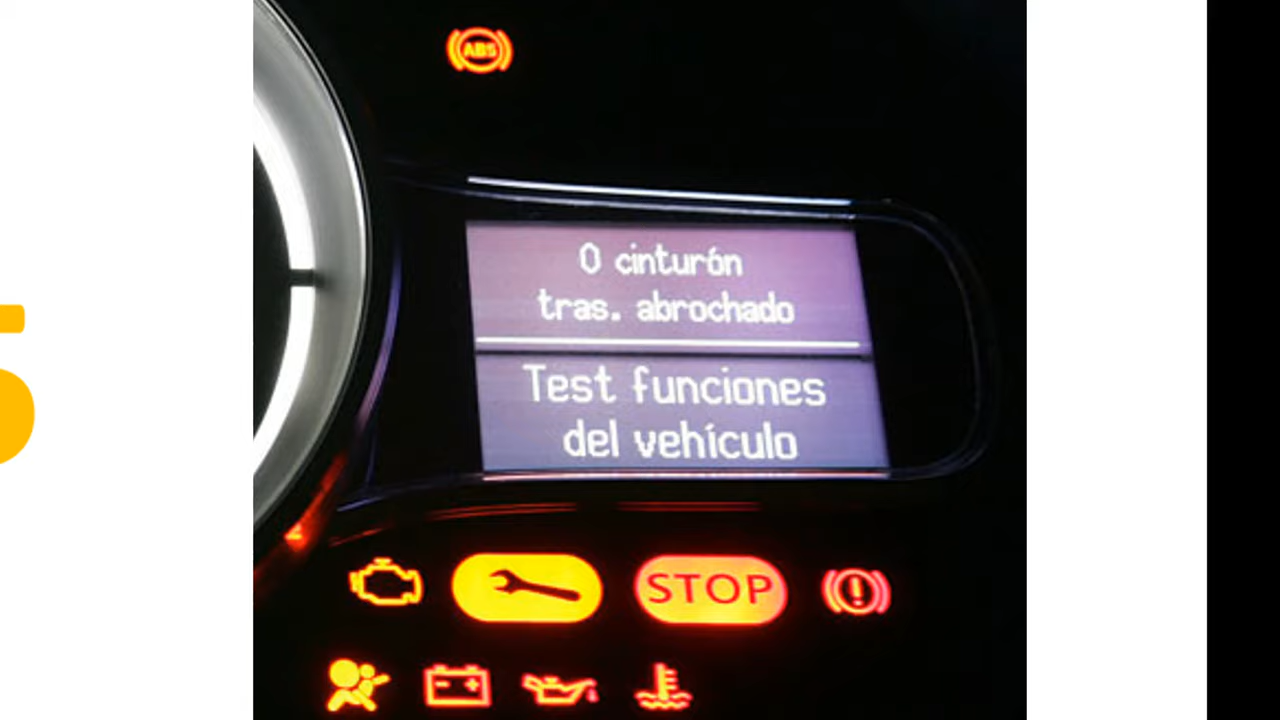 ABS
0 cinturón
tras. abrochado
Test funciones
del vehículo
STOP